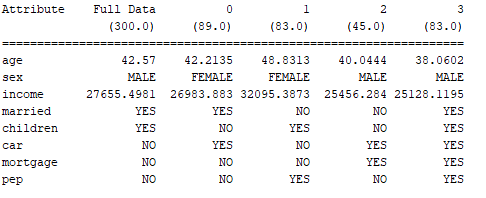 Attribute Full Data 0 1 2 3
(300.0) (89.0) (83.0) (45.0) (83.0)
================================================================
age 42.57 42.2135 48.8313 40.0444 38.0602
sex MALE FEMALE FEMALE MALE MALE
income 27655.4981 26983.883 32095.3873 25456.284 25128.1195
married YES YES NO NO YES
children YES NO YES NO YES
car NO YES NO YES YES
mortgage NO NO NO YES YES
pep NO NO YES NO YES